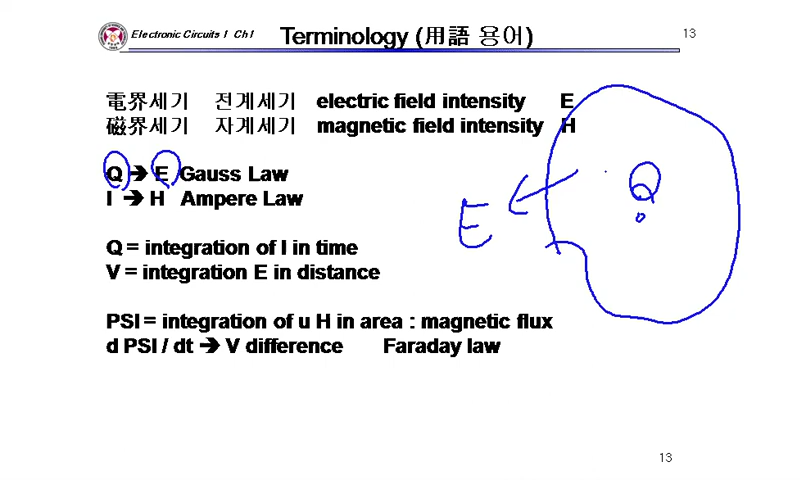 Electronic Circuits 1 Ch1
Terminology (用語 용어)
13
電界세기 전계세기 electric field intensity E
磁界세기 자계세기 magnetic field intensity H
Q → E Gauss Law
I → H Ampere Law
Q
E
Q = integration of I in time
V = integration E in distance
PSI = integration of u H in area : magnetic flux
d PSI / dt → V difference Faraday law
13